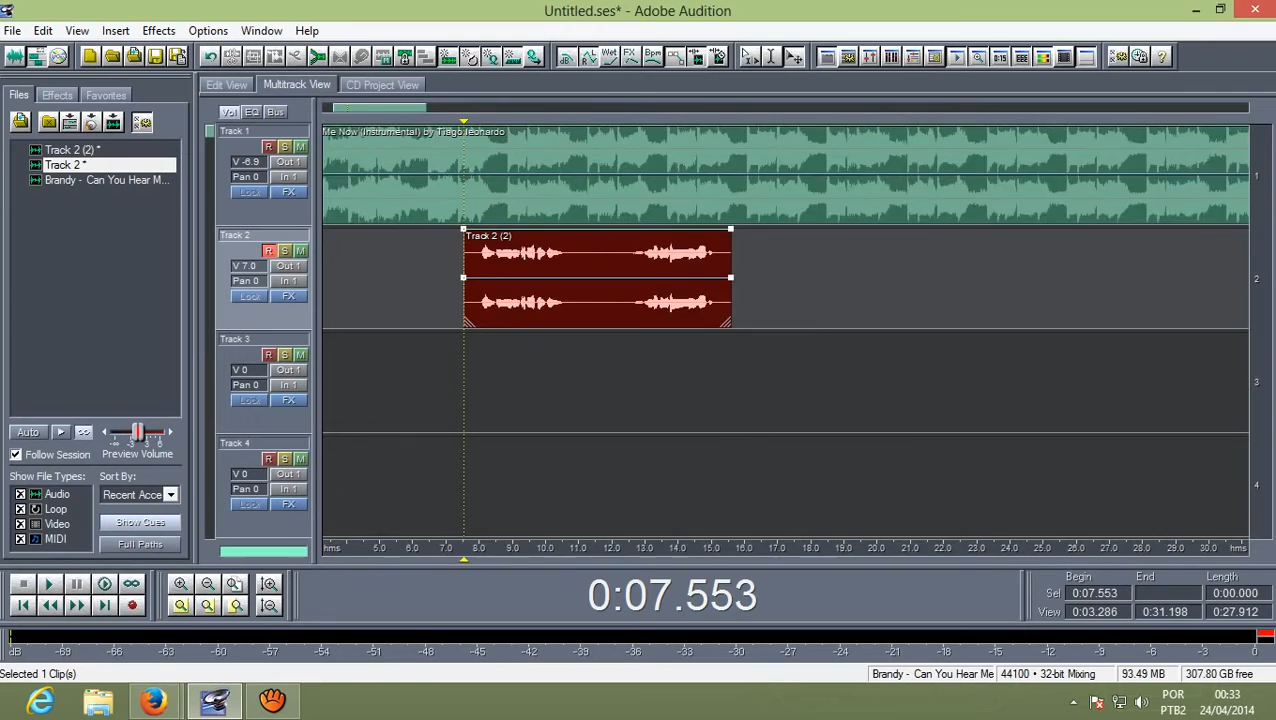 Untitled.ses* - Adobe Audition
File Edit View Insert Effects Options Window Help
Files Effects Favorites
Track 2 (2) *
Track 2 *
Brandy - Can You Hear M...
Auto
Follow Session
Preview Volume
-∞ -3 3 6
Show File Types:
Sort By:
Audio
Loop
Video
MIDI
Recent Acce
Show Cues
Full Paths
Edit View Multitrack View CD Project View
Vol EQ Bus
Track 1
R S M
V -6.9 Out 1
Pan 0 In 1
Lock FX
Me Now (Instrumental) by Tiago leonardo
1
Track 2
R S M
V 7.0 Out 1
Pan 0 In 1
Lock FX
Track 2 (2)
2
Track 3
R S M
V 0 Out 1
Pan 0 In 1
Lock FX
3
Track 4
R S M
V 0 Out 1
Pan 0 In 1
Lock FX
4
hms 5.0 6.0 7.0 8.0 9.0 10.0 11.0 12.0 13.0 14.0 15.0 16.0 17.0 18.0 19.0 20.0 21.0 22.0 23.0 24.0 25.0 26.0 27.0 28.0 29.0 30.0 hms
0:07.553
Begin End Length
Sel 0:07.553 0:00.000
View 0:03.286 0:31.198 0:27.912
dB -69 -66 -63 -60 -57 -54 -51 -48 -45 -42 -39 -36 -33 -30 -27 -24 -21 -18 -15 -12 -9 -6 -3 0
Selected 1 Clip(s)
Brandy - Can You Hear Me
44100 • 32-bit Mixing
93.49 MB
307.80 GB free
POR
PTB2
00:33
24/04/2014
Wet FX Bpm
0:15